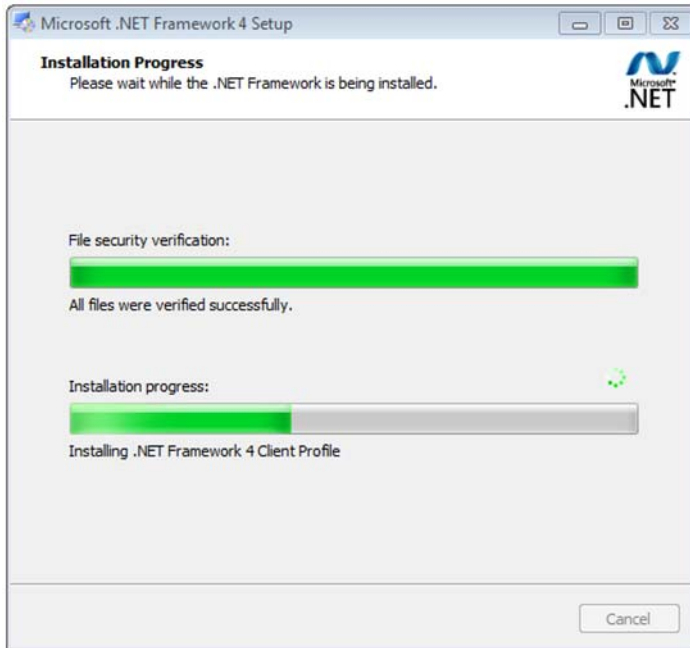 Microsoft .NET Framework 4 Setup
Installation Progress
Please wait while the .NET Framework is being installed.
Microsoft
.NET
File security verification:
All files were verified successfully.
Installation progress:
Installing .NET Framework 4 Client Profile
Cancel